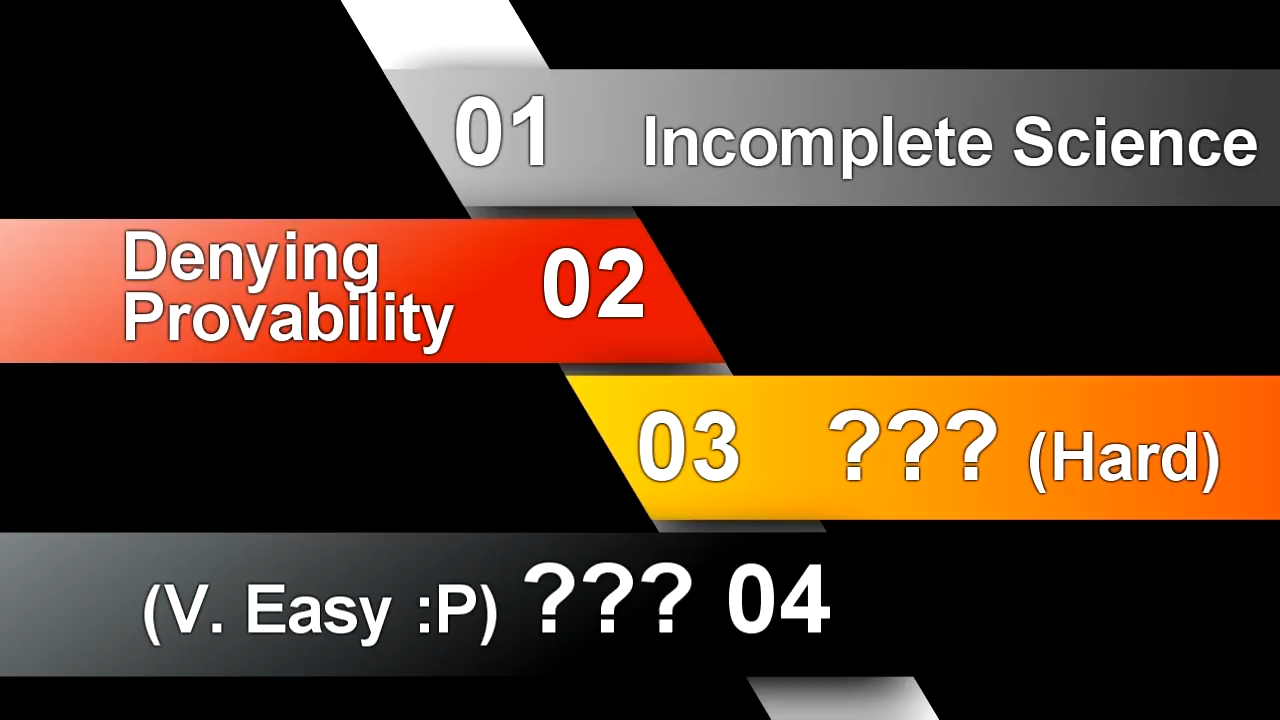 01 Incomplete Science
Denying
Provability 02
03 ??? (Hard)
(V. Easy :P) ??? 04